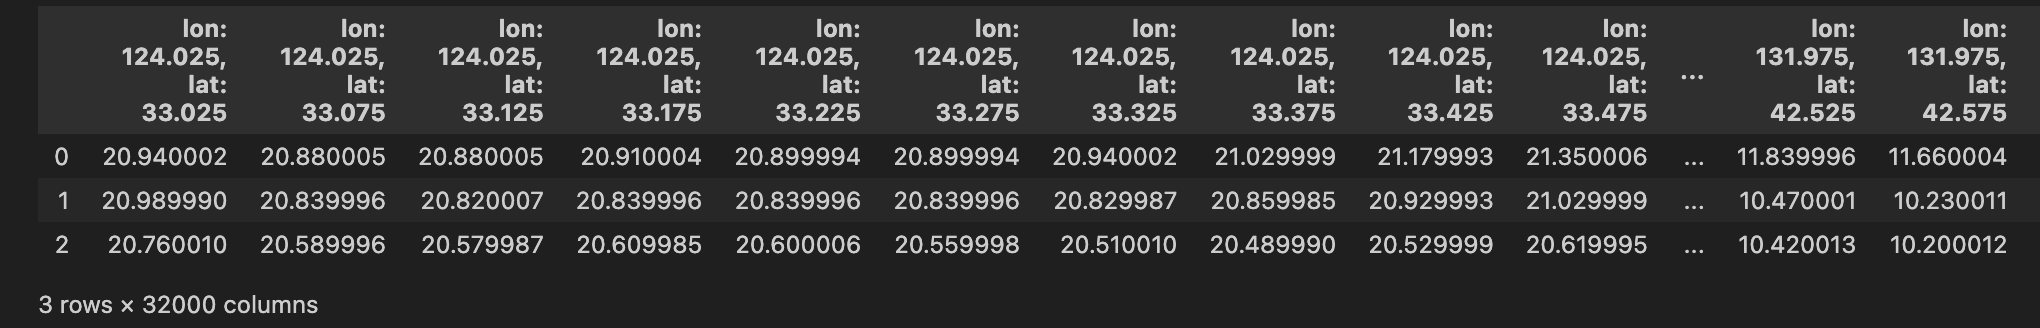 lon: lon: lon: lon: lon: lon: lon: lon: lon: lon: lon: lon:
124.025, 124.025, 124.025, 124.025, 124.025, 124.025, 124.025, 124.025, 124.025, 124.025, 131.975, 131.975,
lat: lat: lat: lat: lat: lat: lat: lat: lat: lat: ... lat: lat:
33.025 33.075 33.125 33.175 33.225 33.275 33.325 33.375 33.425 33.475 42.525 42.575
0 20.940002 20.880005 20.880005 20.910004 20.899994 20.899994 20.940002 21.029999 21.179993 21.350006 ... 11.839996 11.660004
1 20.989990 20.839996 20.820007 20.839996 20.839996 20.839996 20.829987 20.859985 20.929993 21.029999 ... 10.470001 10.230011
2 20.760010 20.589996 20.579987 20.609985 20.600006 20.559998 20.510010 20.489990 20.529999 20.619995 ... 10.420013 10.200012
3 rows × 32000 columns